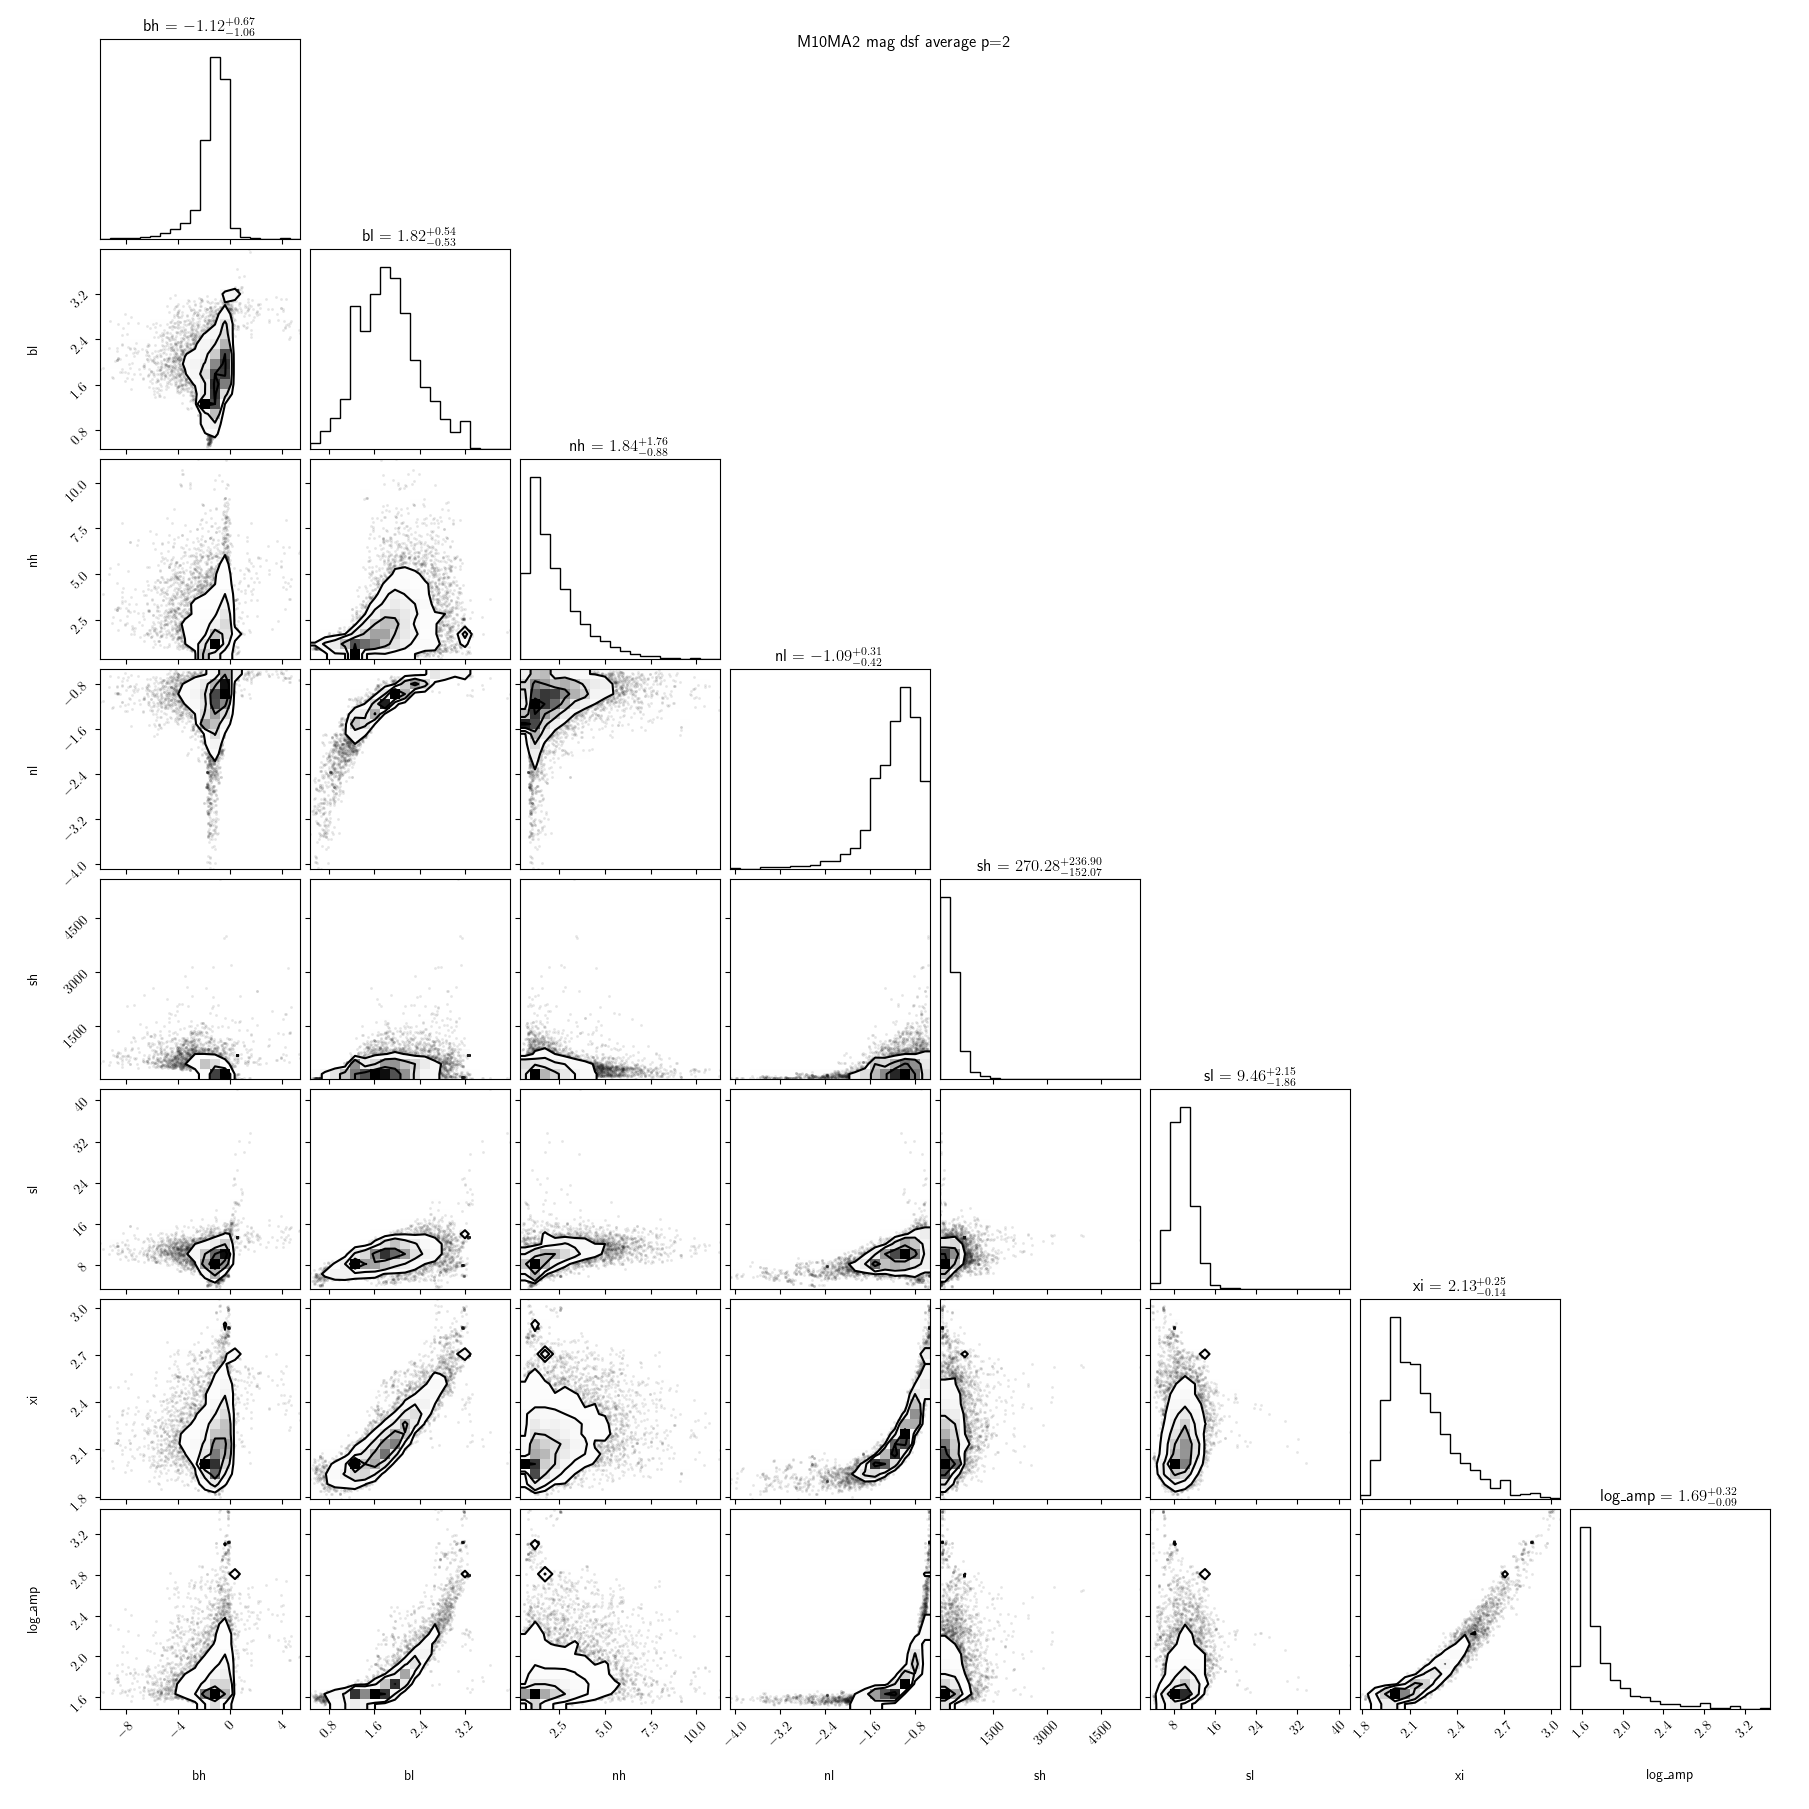 M10MA2 mag dsf average p=2
bh = −1.12+0.67−1.06
bl = 1.82+0.54−0.53
3.2
2.4
1.6
0.8
bl
nh = 1.84+1.76−0.88
10.0
7.5
5.0
2.5
nh
nl = −1.09+0.31−0.42
−0.8
−1.6
−2.4
−3.2
−4.0
nl
sh = 270.28+236.90−152.07
4500
3000
1500
sh
sl = 9.46+2.15−1.86
40
32
24
16
8
sl
xi = 2.13+0.25−0.14
3.0
2.7
2.4
2.1
1.8
xi
log_amp = 1.69+0.32−0.09
3.2
2.8
2.4
2.0
1.6
log_amp
−8 −4 0 4 0.8 1.6 2.4 3.2 2.5 5.0 7.5 10.0 −4.0 −3.2 −2.4 −1.6 −0.8 1500 3000 4500 8 16 24 32 40 1.8 2.1 2.4 2.7 3.0 1.6 2.0 2.4 2.8 3.2
bh bl nh nl sh sl xi log_amp